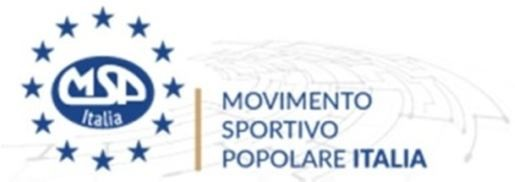 MSP
Italia
MOVIMENTO
SPORTIVO
POPOLARE ITALIA